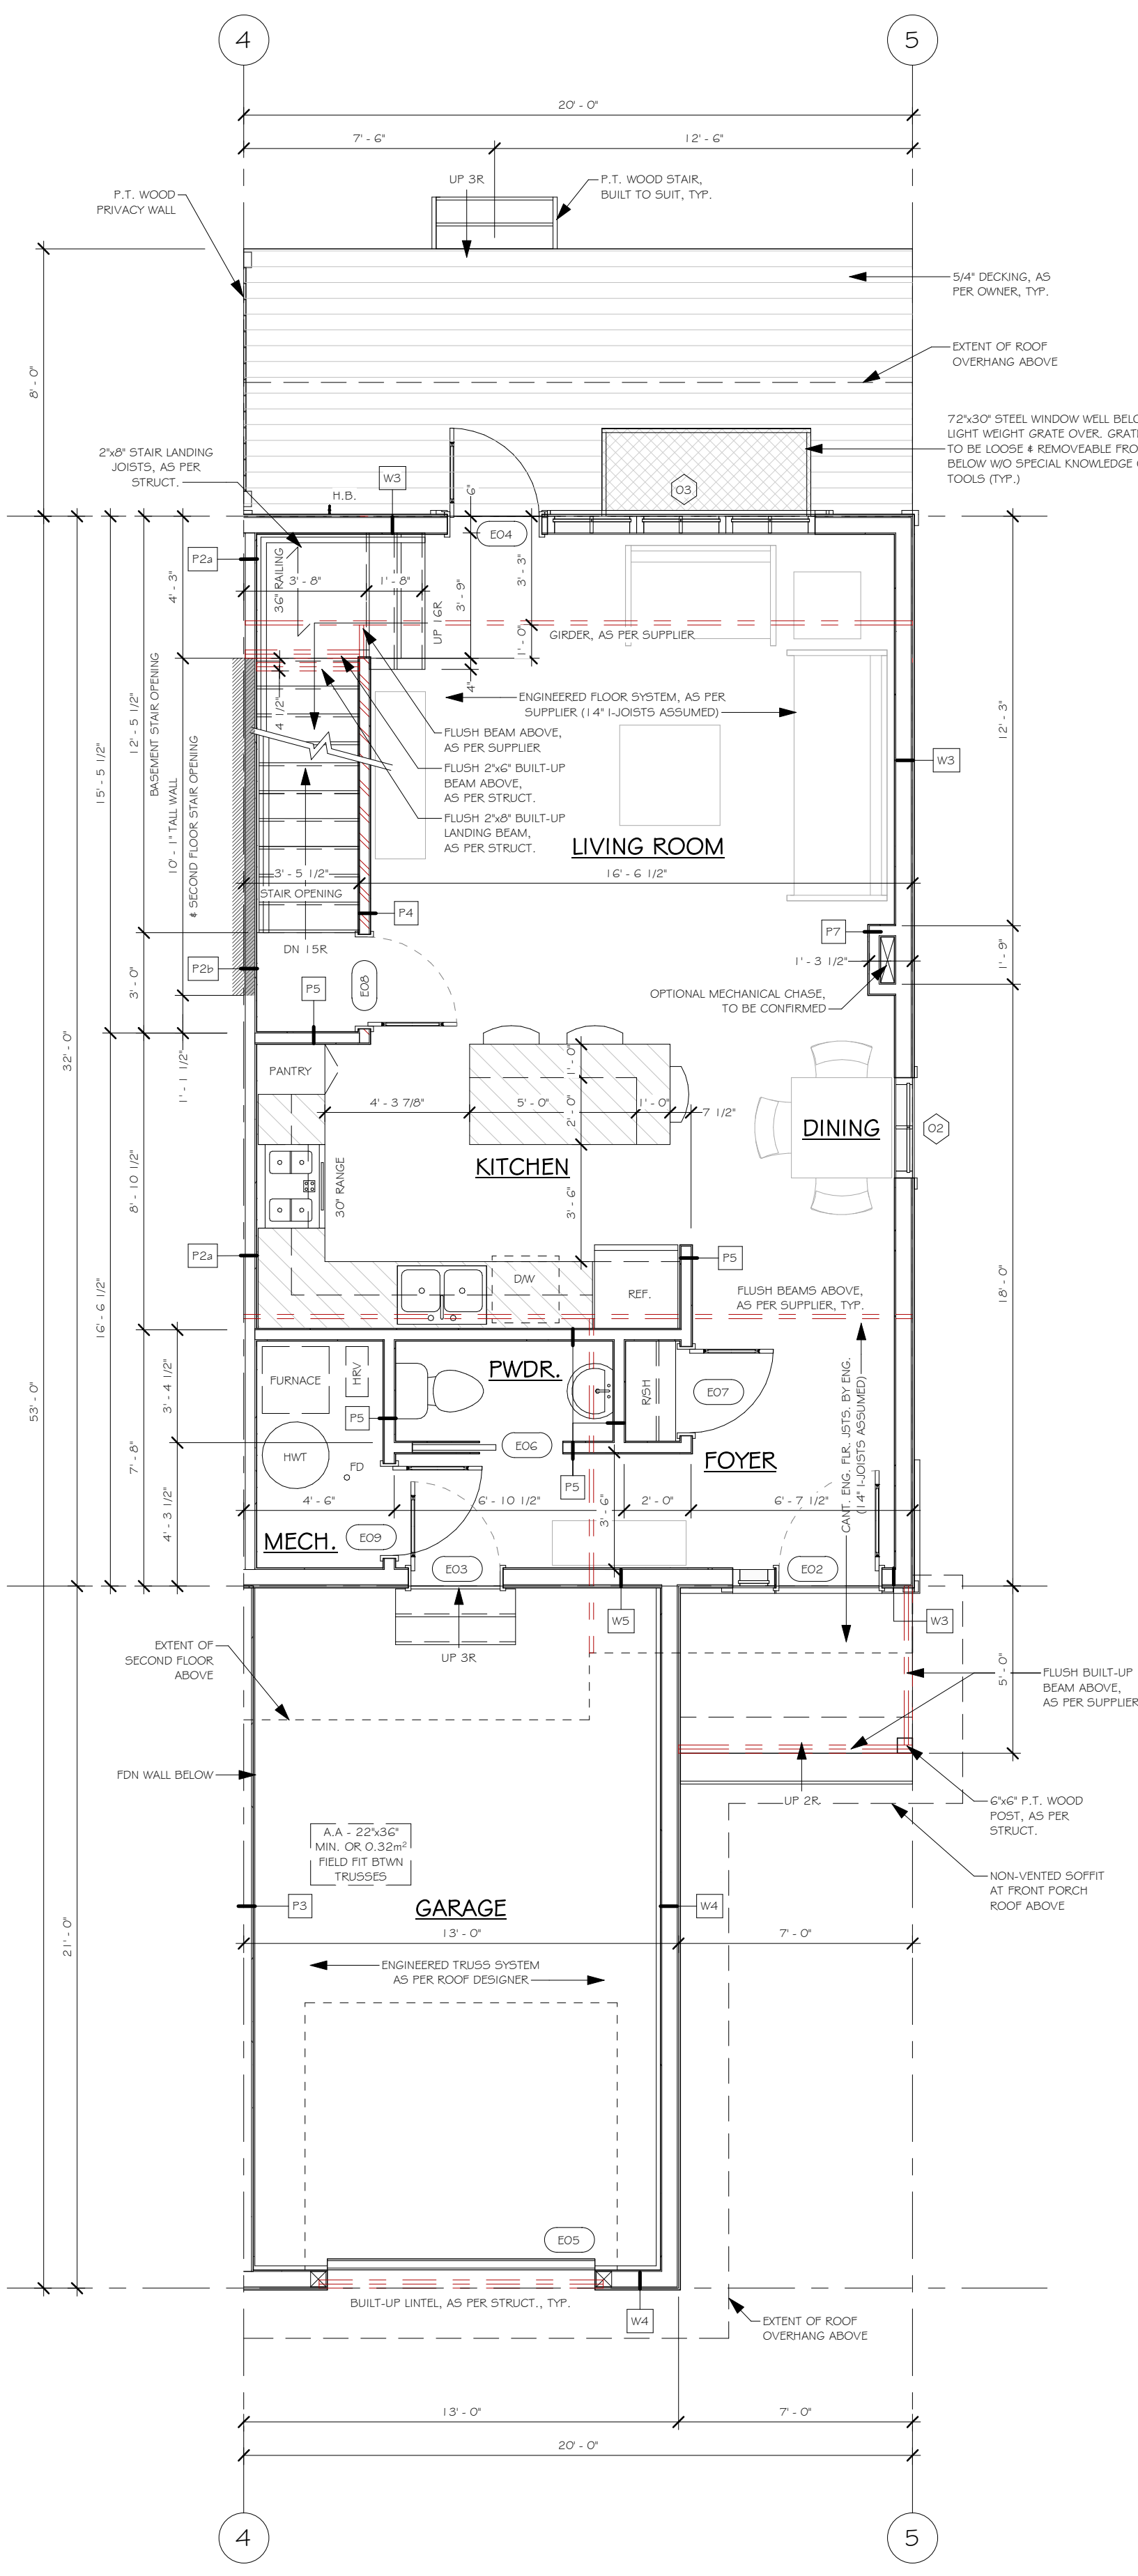 4
5
20' - 0"
7' - 6"
12' - 6"
UP 3R
P.T. WOOD STAIR,
BUILT TO SUIT, TYP.
P.T. WOOD
PRIVACY WALL
5/4" DECKING, AS
PER OWNER, TYP.
EXTENT OF ROOF
OVERHANG ABOVE
8' - 0"
72"x30" STEEL WINDOW WELL
LIGHT WEIGHT GRATE OVER.
TO BE LOOSE & REMOVEABLE
BELOW W/O SPECIAL KNOWLEDGE
TOOLS (TYP.)
2"x8" STAIR LANDING
JOISTS, AS PER
STRUCT.
H.B.
W3
03
6"
E04
P2a
36" RAILING
3' - 8"
1' - 8"
4' - 3"
3' - 9"
3' - 3"
UP 16R
1' - 0"
GIRDER, AS PER SUPPLIER
4"
4 1/2"
ENGINEERED FLOOR SYSTEM, AS PER
SUPPLIER (14" I-JOISTS ASSUMED)
FLUSH BEAM ABOVE,
AS PER SUPPLIER
FLUSH 2"x6" BUILT-UP
BEAM ABOVE,
AS PER STRUCT.
FLUSH 2"x8" BUILT-UP
LANDING BEAM,
AS PER STRUCT.
12' - 3"
W3
15' - 5 1/2"
12' - 5 1/2"
BASEMENT STAIR OPENING
10' - 1" TALL WALL
& SECOND FLOOR STAIR OPENING
LIVING ROOM
3' - 5 1/2"
STAIR OPENING
16' - 6 1/2"
P4
DN 15R
P7
1' - 3 1/2"
1' - 9"
P2b
P5
E08
3' - 0"
OPTIONAL MECHANICAL CHASE,
TO BE CONFIRMED
32' - 0"
1' - 1 1/2"
PANTRY
4' - 3 7/8"
5' - 0"
1' - 0"
2' - 0"
1' - 0"
7 1/2"
DINING
02
KITCHEN
30" RANGE
3' - 6"
8' - 10 1/2"
P2a
P5
D/W
REF.
FLUSH BEAMS ABOVE,
AS PER SUPPLIER, TYP.
16' - 6 1/2"
18' - 0"
53' - 0"
3' - 4 1/2"
FURNACE
HRV
PWDR.
R/SH
E07
P5
E06
CANT. ENG. FLR. JSTS. BY ENG.
(14" I-JOISTS ASSUMED)
HWT
FD
FOYER
P5
7' - 8"
4' - 3 1/2"
4' - 6"
6' - 10 1/2"
3' - 6"
2' - 0"
6' - 7 1/2"
MECH.
E09
E03
E02
W5
W3
UP 3R
EXTENT OF
SECOND FLOOR
ABOVE
5' - 0"
FLUSH BUILT-UP
BEAM ABOVE,
AS PER SUPPLIER
FDN WALL BELOW
UP 2R
6"x6" P.T. WOOD
POST, AS PER
STRUCT.
A.A - 22"x36"
MIN. OR 0.32m²
FIELD FIT BTWN
TRUSSES
NON-VENTED SOFFIT
AT FRONT PORCH
ROOF ABOVE
P3
GARAGE
W4
13' - 0"
7' - 0"
21' - 0"
ENGINEERED TRUSS SYSTEM
AS PER ROOF DESIGNER
E05
BUILT-UP LINTEL, AS PER STRUCT., TYP.
W4
EXTENT OF ROOF
OVERHANG ABOVE
13' - 0"
7' - 0"
20' - 0"
4
5